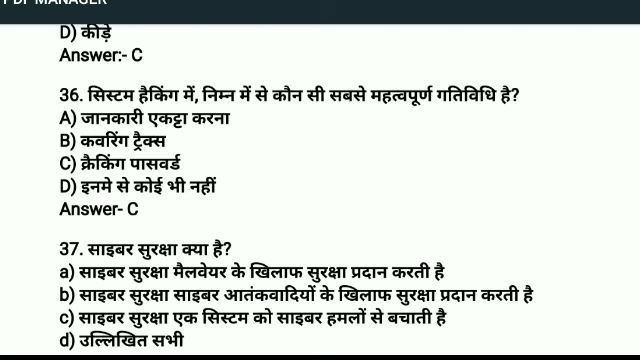 PDF MANAGER
D) कीड़े
Answer:- C
36. सिस्टम हैकिंग में, निम्न में से कौन सी सबसे महत्वपूर्ण गतिविधि है?
A) जानकारी एकट्टा करना
B) कवरिंग ट्रैक्स
C) क्रैकिंग पासवर्ड
D) इनमे से कोई भी नहीं
Answer- C
37. साइबर सुरक्षा क्या है?
a) साइबर सुरक्षा मैलवेयर के खिलाफ सुरक्षा प्रदान करती है
b) साइबर सुरक्षा साइबर आतंकवादियों के खिलाफ सुरक्षा प्रदान करती है
c) साइबर सुरक्षा एक सिस्टम को साइबर हमलों से बचाती है
d) उल्लिखित सभी